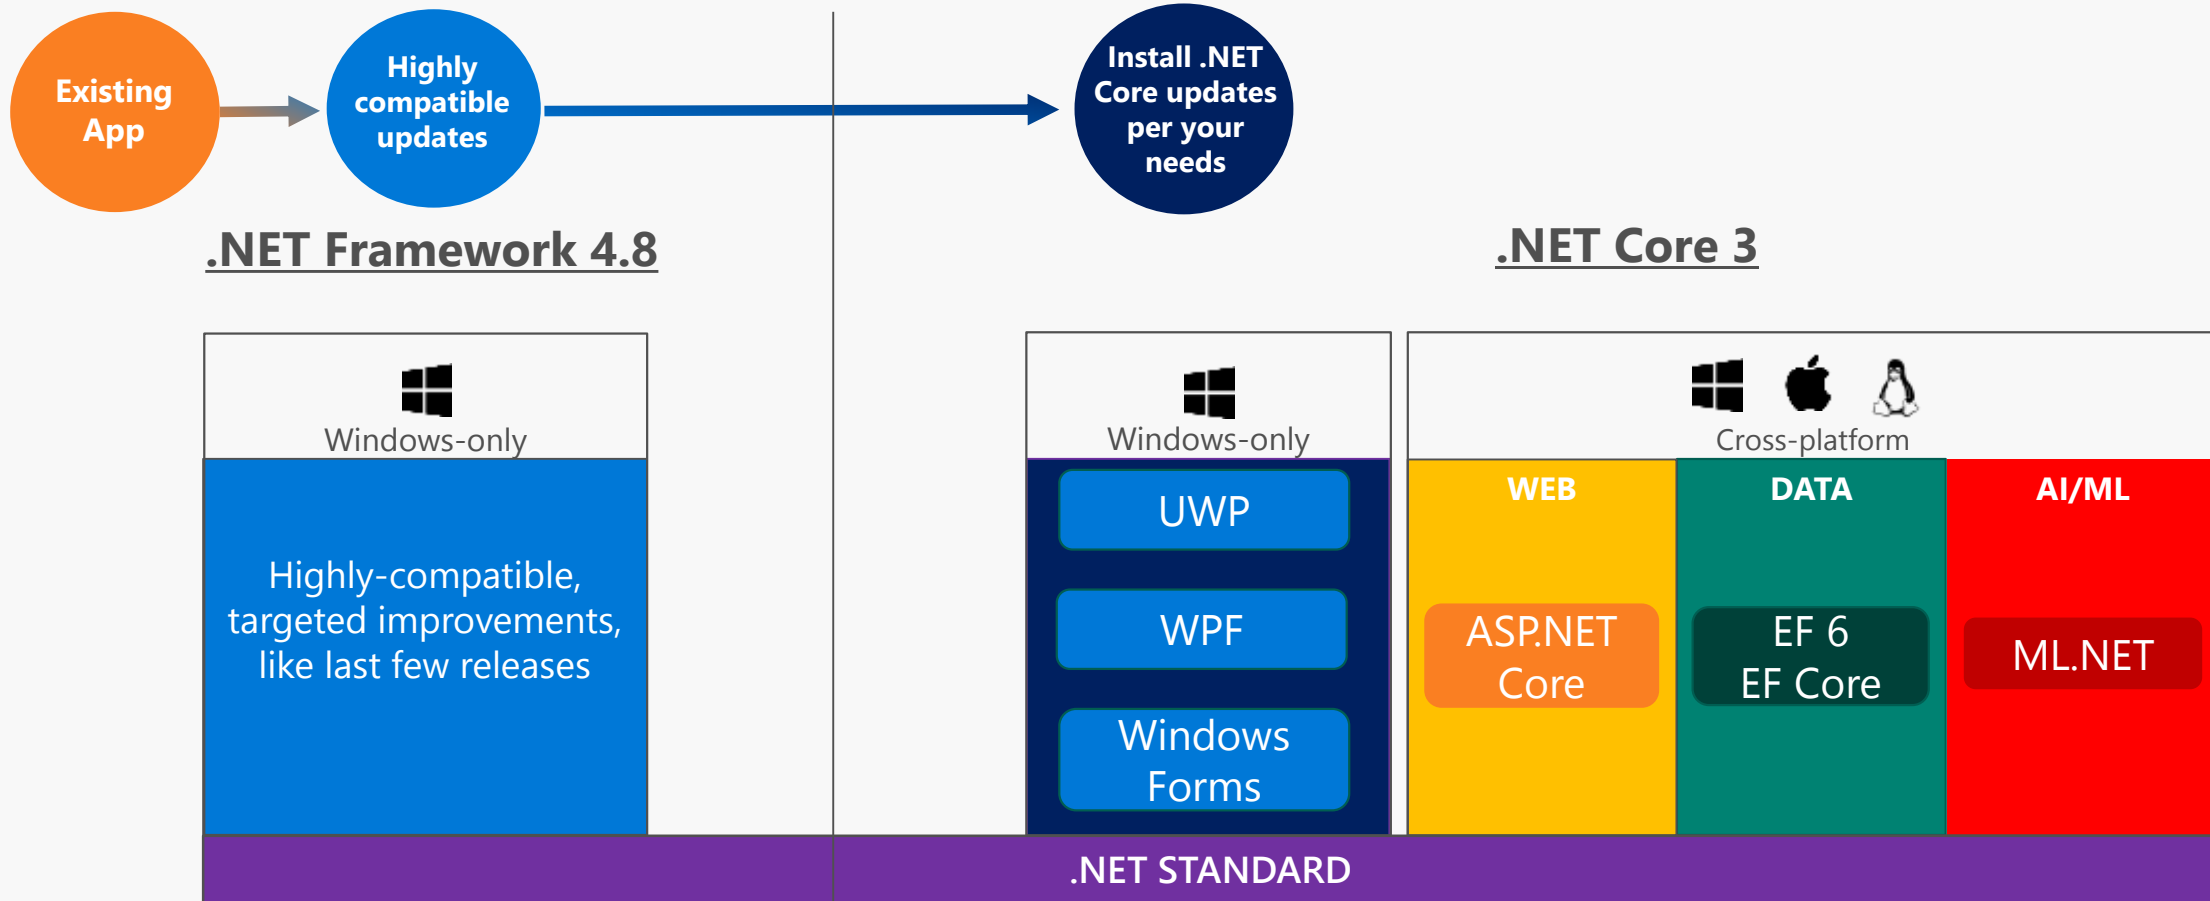 Existing
App
Highly
compatible
updates
Install .NET
Core updates
per your
needs
.NET Framework 4.8
.NET Core 3
Windows-only
Highly-compatible,
targeted improvements,
like last few releases
Windows-only
UWP
WPF
Windows
Forms
Cross-platform
WEB
ASP.NET
Core
DATA
EF 6
EF Core
AI/ML
ML.NET
.NET STANDARD